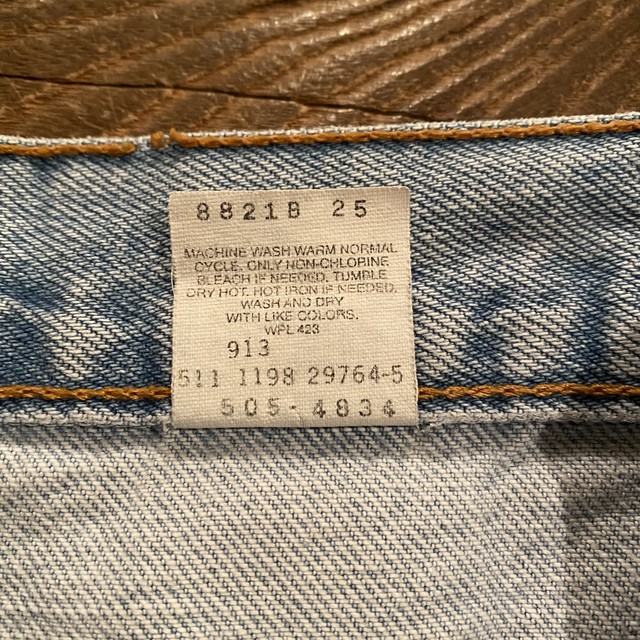 8821B 25
MACHINE WASH WARM NORMAL
CYCLE. ONLY NON-CHLORINE
BLEACH IF NEEDED. TUMBLE
DRY HOT. HOT IRON IF NEEDED.
WASH AND DRY
WITH LIKE COLORS.
WPL 423
913
511 1198 29764-5
505-4834